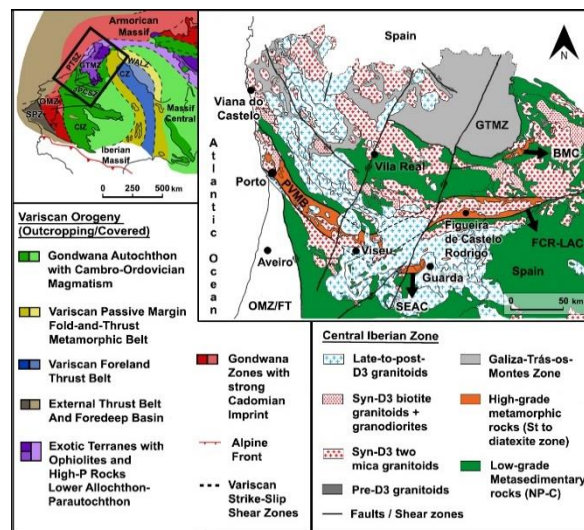 Armorican
Massif
PTSZ
GTMZ
WALZ
CZ
PCSZ
OMZ
SPZ
CIZ
Massif
Central
Iberian
Massif
0 500 km
Spain
N
Viana do
Castelo
GTMZ
BMC
Vila Real
Porto
PVMB
Figueira
de Castelo
Rodrigo
FCR-LAC
Aveiro
Viseu
Guarda
Spain
Atlantic Ocean
OMZ/FT
SEAC
0 50 km
Variscan Orogeny
(Outcropping/Covered)
Gondwana Autochthon
with Cambro-Ordovician
Magmatism
Variscan Passive Margin
Fold-and-Thrust
Metamorphic Belt
Variscan Foreland
Thrust Belt
External Thrust Belt
And Foredeep Basin
Exotic Terranes with
Ophiolites and
High-P Rocks
Lower Allochthon-
Parautochthon
Gondwana
Zones with
strong
Cadomian
Imprint
Alpine
Front
Variscan
Strike-Slip
Shear Zones
Central Iberian Zone
Late-to-post-
D3 granitoids
Syn-D3 biotite
granitoids +
granodiorites
Syn-D3 two
mica granitoids
Pre-D3 granitoids
Faults / Shear zones
Galiza-Trás-os-
Montes Zone
High-grade
metamorphic
rocks (St to
diatexite zone)
Low-grade
Metasedimentary
rocks (NP-C)